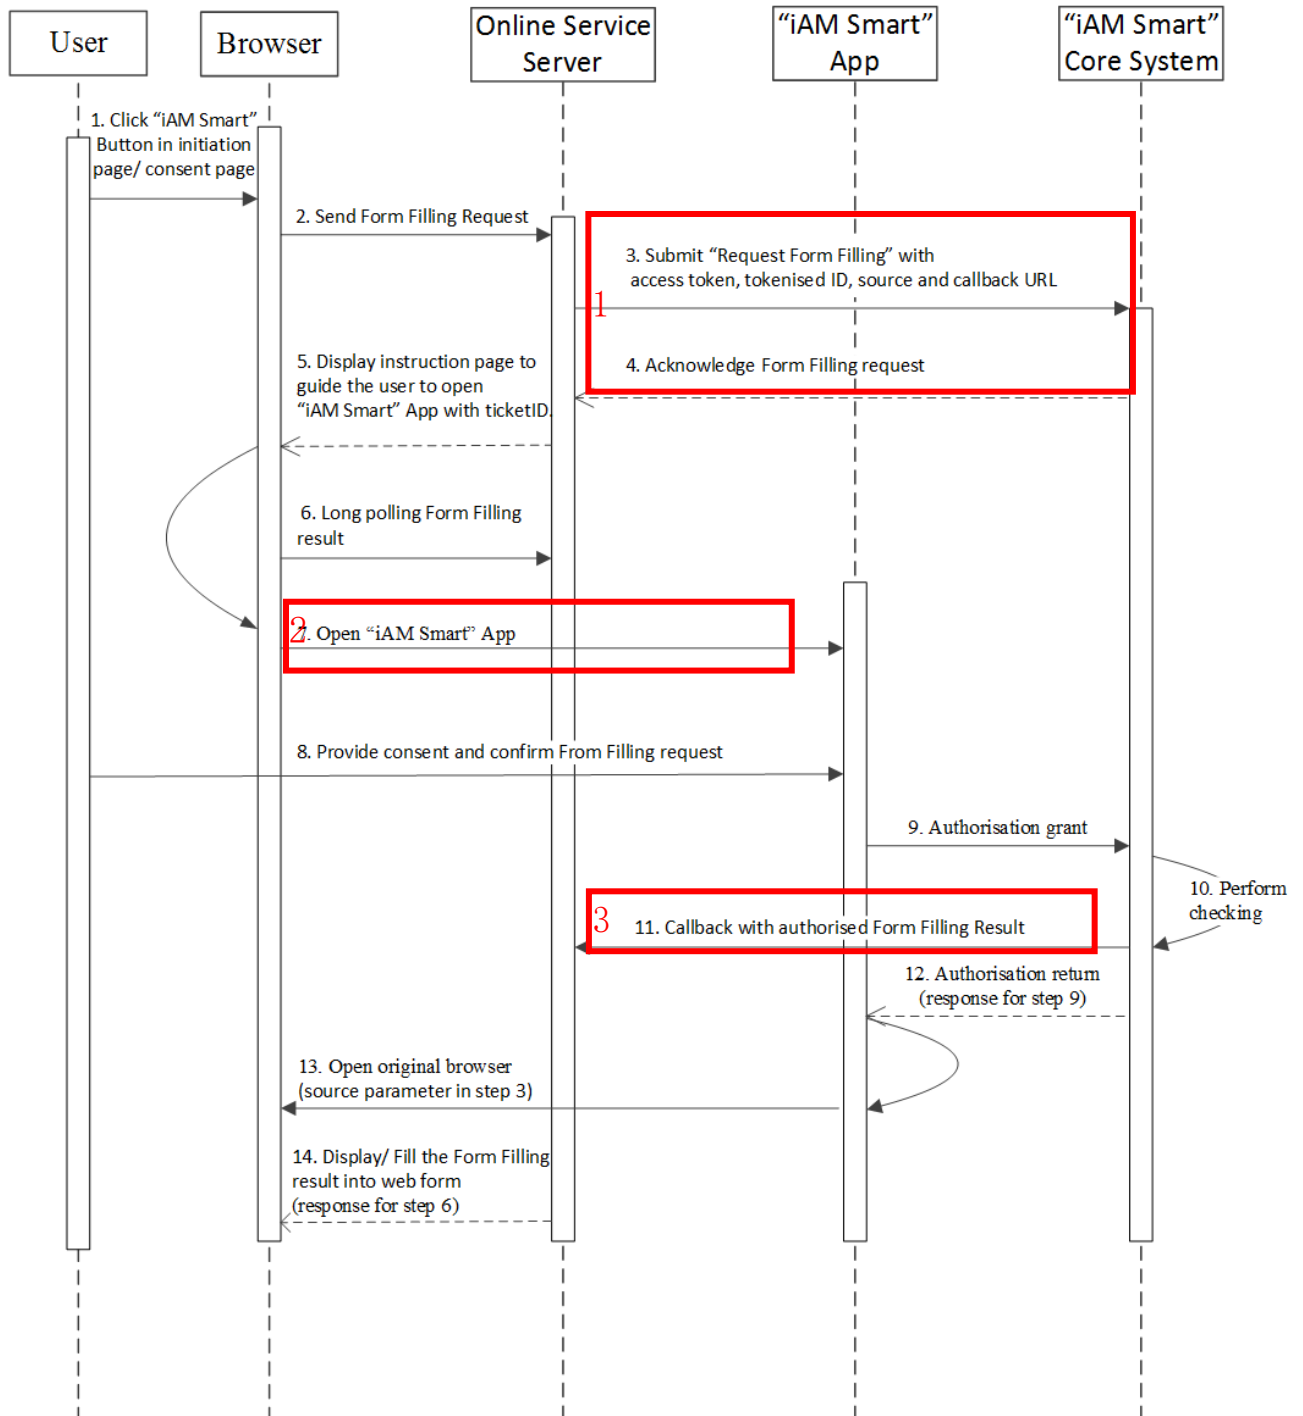 User
Browser
Online Service
Server
“iAM Smart”
App
“iAM Smart”
Core System
1. Click “iAM Smart”
Button in initiation
page/ consent page
2. Send Form Filling Request
3. Submit “Request Form Filling” with
access token, tokenised ID, source and callback URL
1
4. Acknowledge Form Filling request
5. Display instruction page to
guide the user to open
“iAM Smart” App with ticketID.
6. Long polling Form Filling
result
2
7. Open “iAM Smart” App
8. Provide consent and confirm From Filling request
9. Authorisation grant
10. Perform
checking
3
11. Callback with authorised Form Filling Result
12. Authorisation return
(response for step 9)
13. Open original browser
(source parameter in step 3)
14. Display/ Fill the Form Filling
result into web form
(response for step 6)